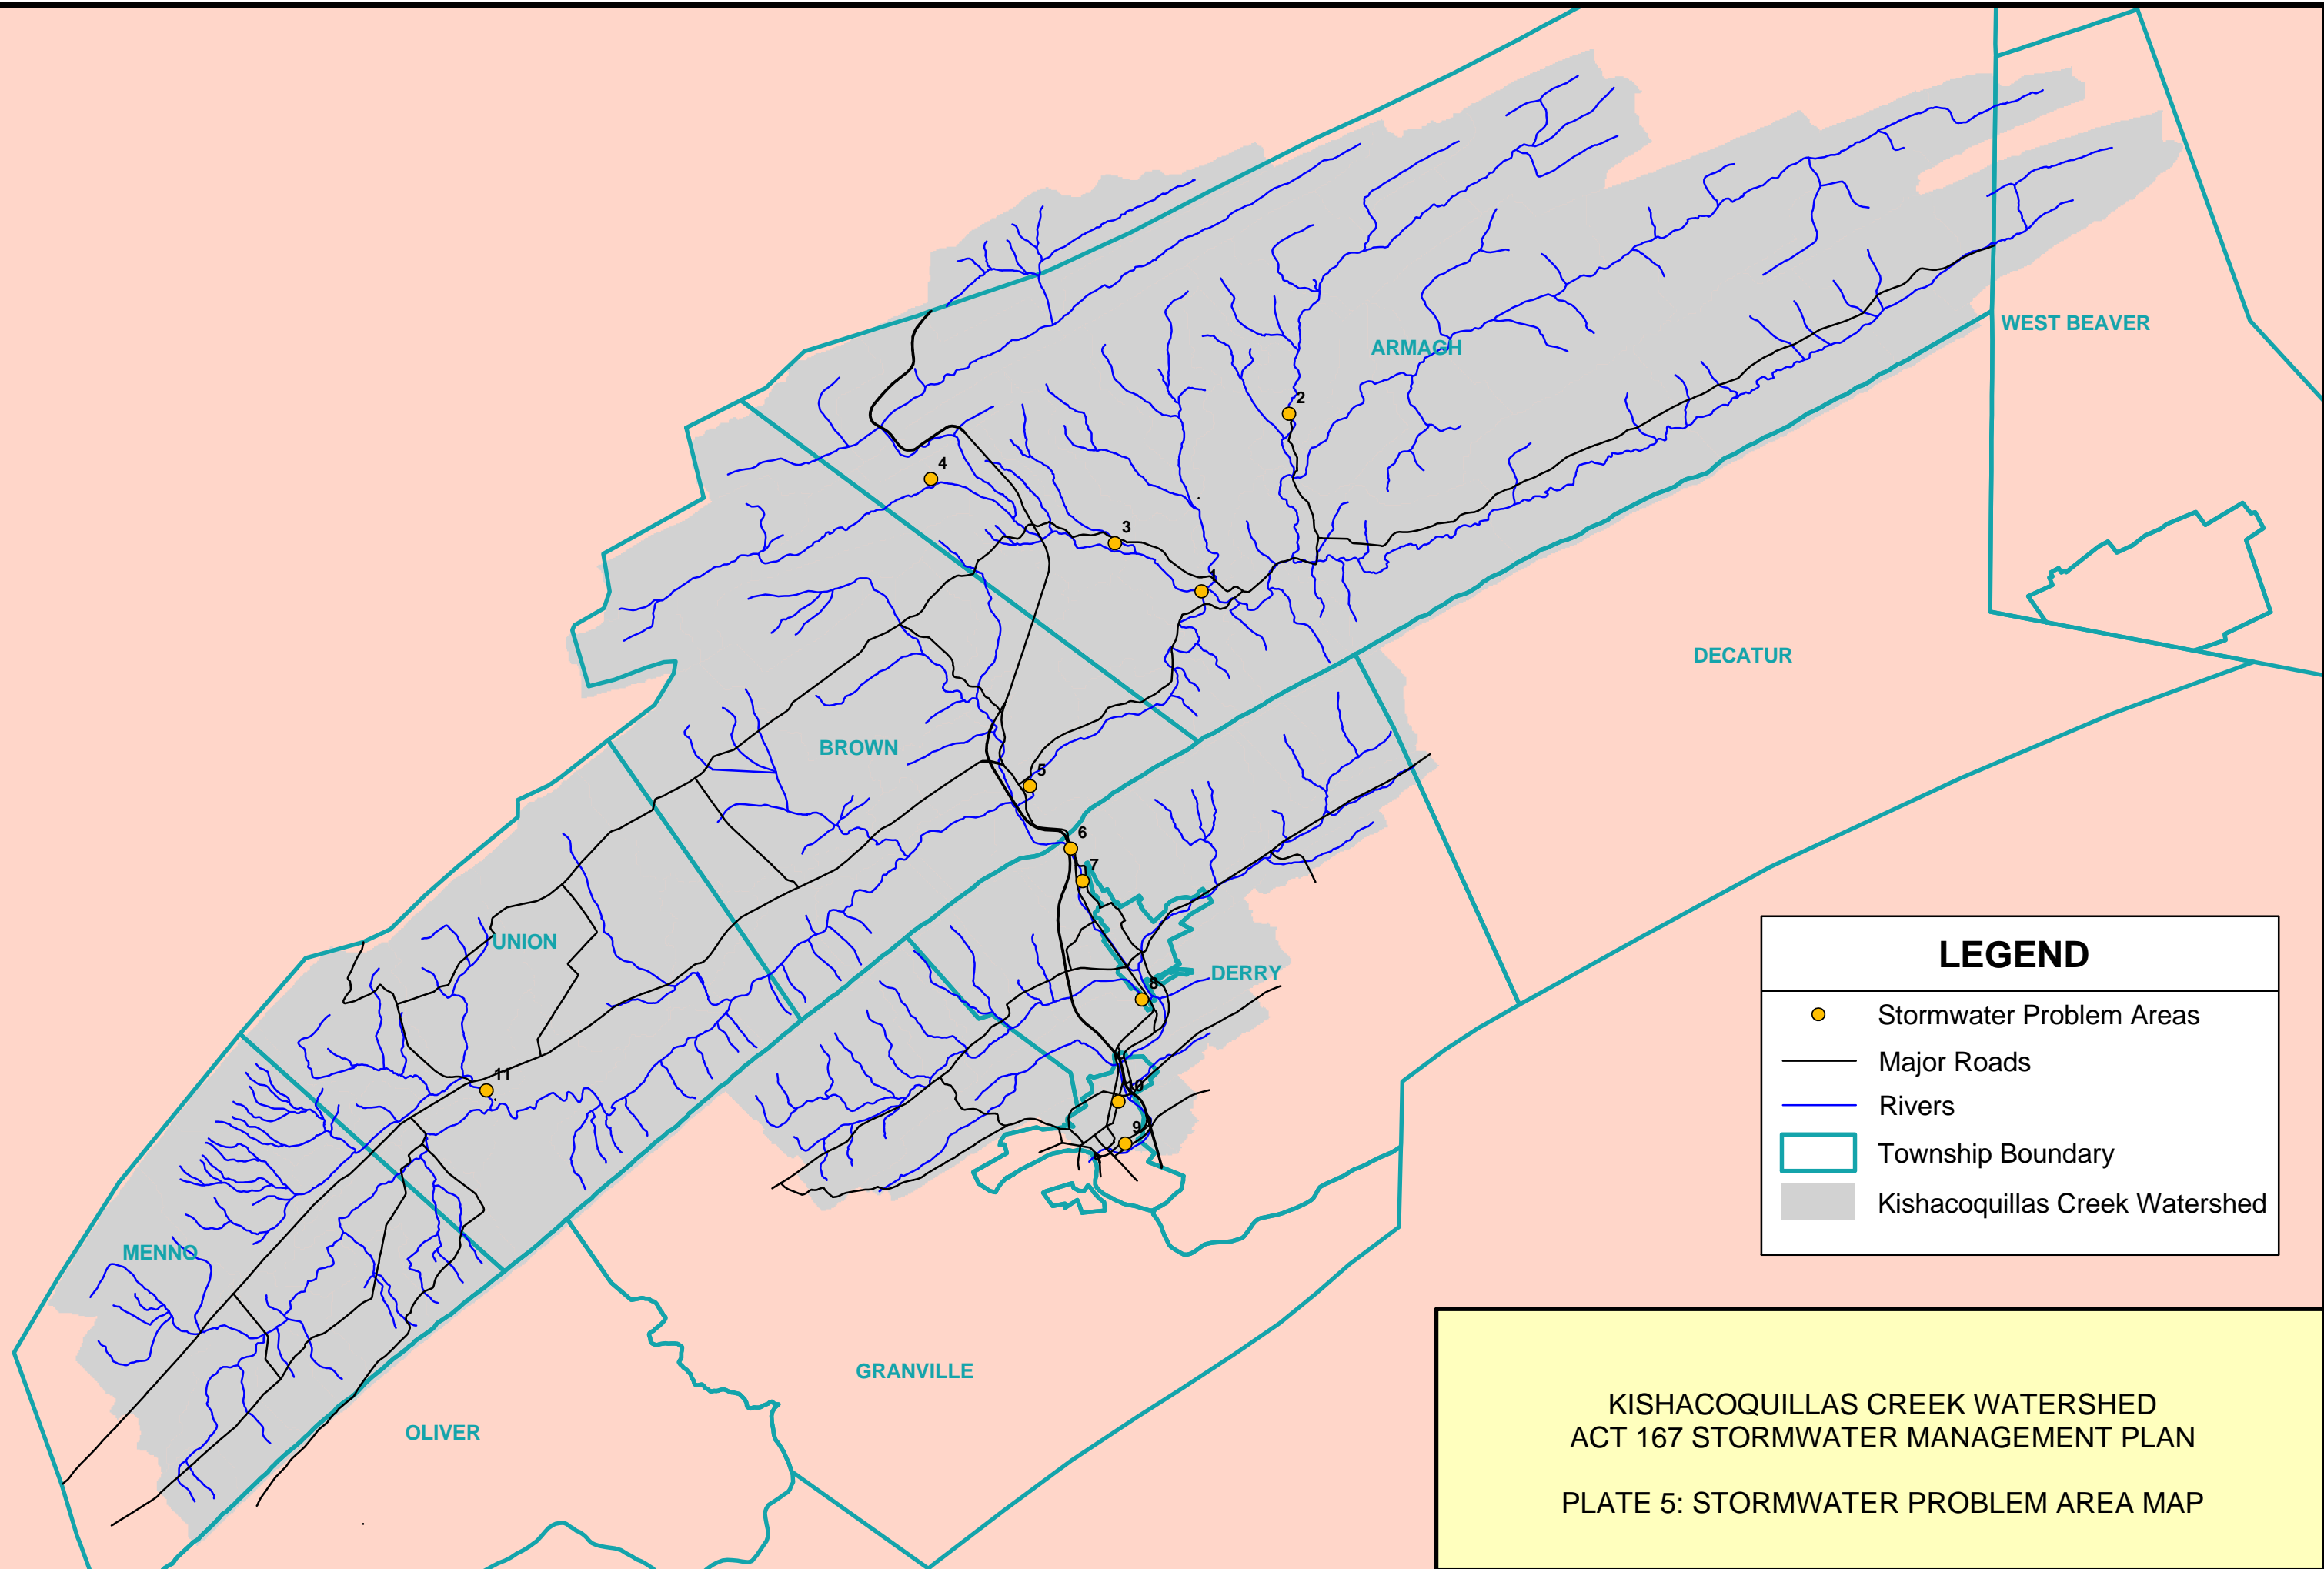 WEST BEAVER
ARMAGH
2
4
3
1
DECATUR
BROWN
5
6
7
UNION
DERRY
8
11
10
9
MENNO
GRANVILLE
OLIVER
LEGEND
Stormwater Problem Areas
Major Roads
Rivers
Township Boundary
Kishacoquillas Creek Watershed
KISHACOQUILLAS CREEK WATERSHED
ACT 167 STORMWATER MANAGEMENT PLAN
PLATE 5: STORMWATER PROBLEM AREA MAP